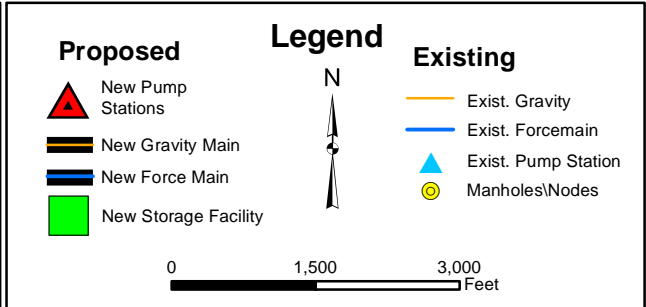 Legend
Proposed
New Pump
Stations
New Gravity Main
New Force Main
New Storage Facility
N
Existing
Exist. Gravity
Exist. Forcemain
Exist. Pump Station
Manholes\Nodes
0 1,500 3,000
Feet